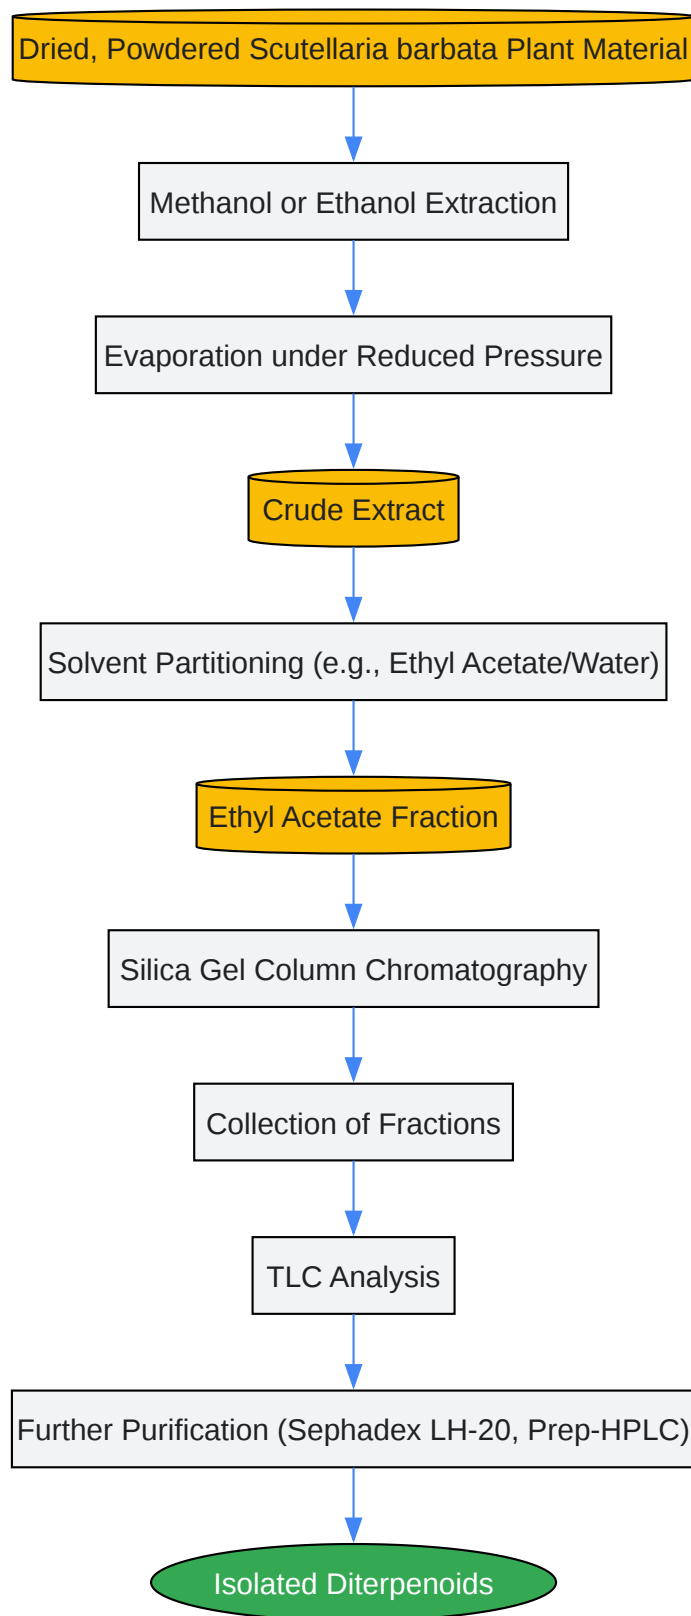 Dried, Powdered Scutellaria barbata Plant Material
Methanol or Ethanol Extraction
Evaporation under Reduced Pressure
Crude Extract
Solvent Partitioning (e.g., Ethyl Acetate/Water)
Ethyl Acetate Fraction
Silica Gel Column Chromatography
Collection of Fractions
TLC Analysis
Further Purification (Sephadex LH-20, Prep-HPLC)
Isolated Diterpenoids